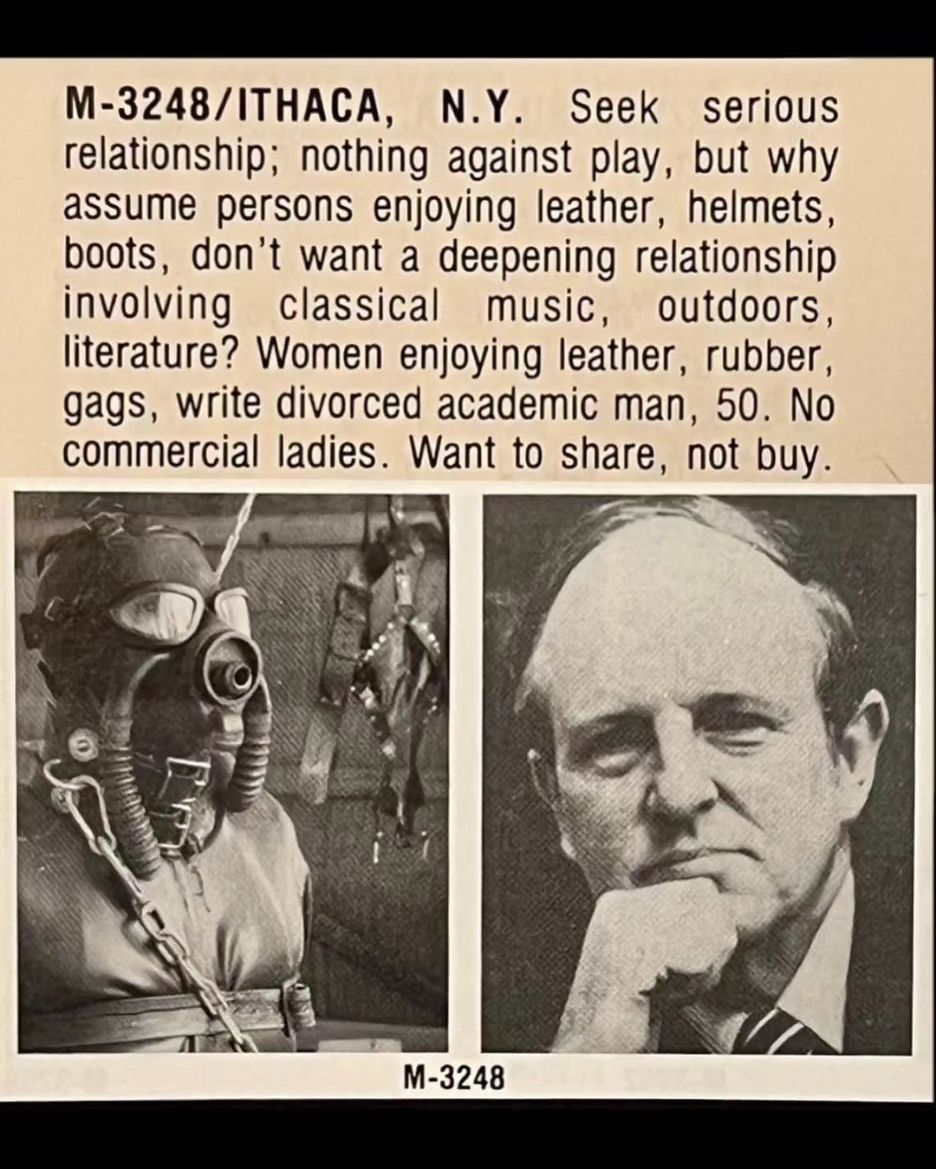 M-3248/ITHACA, N.Y. Seek serious
relationship; nothing against play, but why
assume persons enjoying leather, helmets,
boots, don't want a deepening relationship
involving classical music, outdoors,
literature? Women enjoying leather, rubber,
gags, write divorced academic man, 50. No
commercial ladies. Want to share, not buy.
M-3248